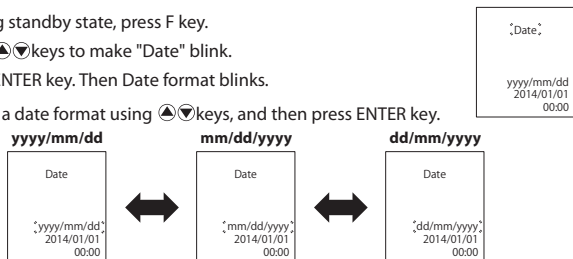 g standby state, press F key.
keys to make "Date" blink.
NTER key. Then Date format blinks.
a date format using ▲▼keys, and then press ENTER key.
Date
yyyy/mm/dd
2014/01/01
00:00
yyyy/mm/dd
mm/dd/yyyy
dd/mm/yyyy
Date
yyyy/mm/dd
2014/01/01
00:00
Date
mm/dd/yyyy
2014/01/01
00:00
Date
dd/mm/yyyy
2014/01/01
00:00